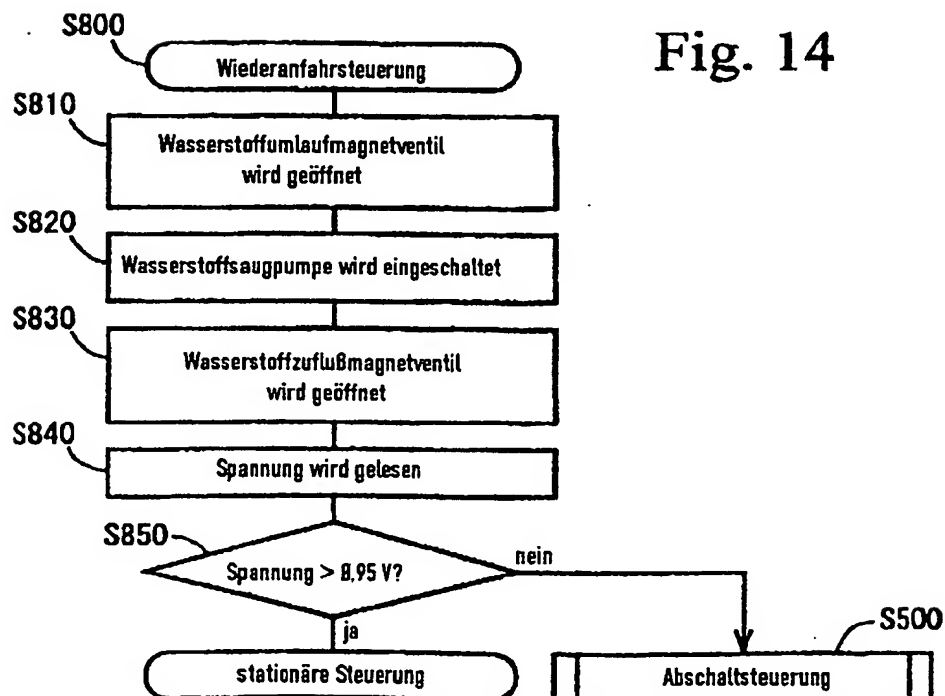 Fig. 14
S800
Wiederanfahrsteuerung
S810
Wasserstoffumlaufmagnetventil
wird geöffnet
S820
Wasserstoffsaugpumpe wird eingeschaltet
S830
Wasserstoffzuflußmagnetventil
wird geöffnet
S840
Spannung wird gelesen
S850
Spannung > 8,95 V?
nein
ja
S500
stationäre Steuerung
Abschaltsteuerung